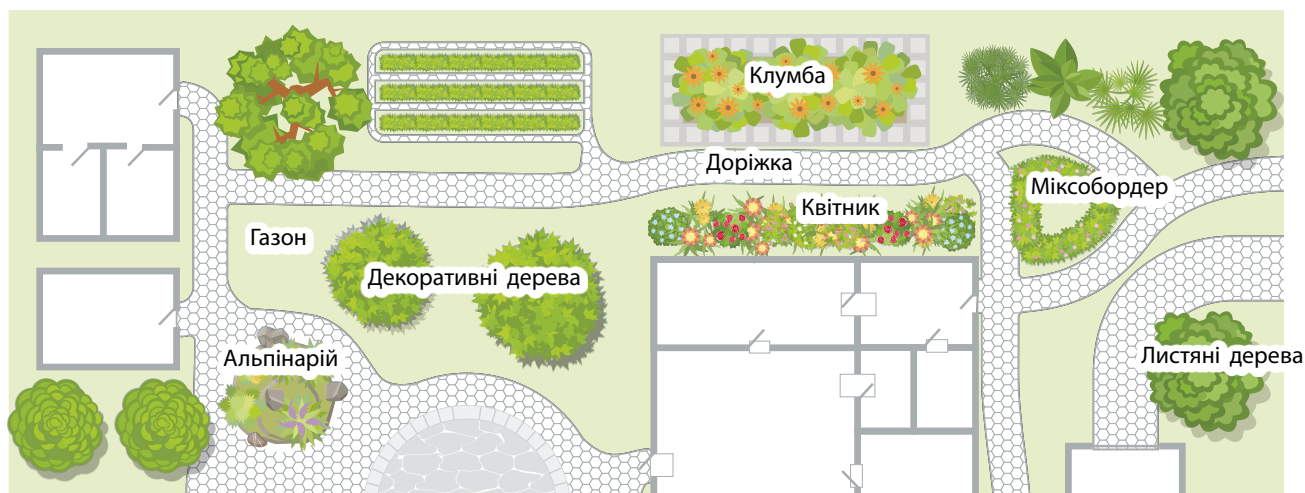 Клумба
Доріжка
Міксобордер
Квітник
Газон
Декоративні дерева
Альпінарій
Листяні дерева